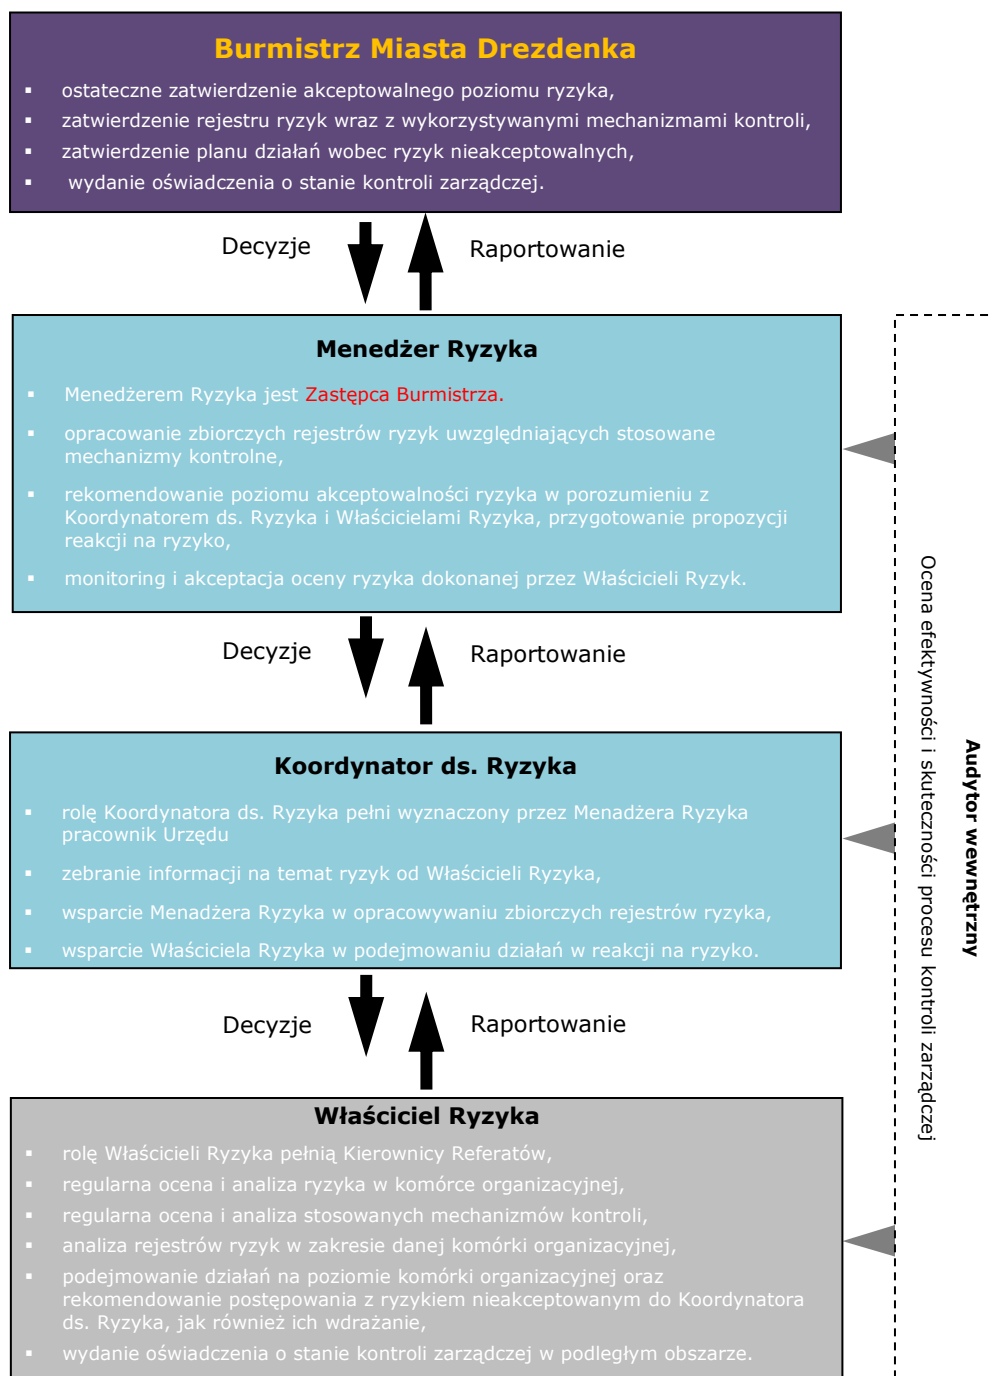 Burmistrz Miasta Drezdenka
▪ ostateczne zatwierdzenie akceptowalnego poziomu ryzyka,
▪ zatwierdzenie rejestru ryzyk wraz z wykorzystywanymi mechanizmami kontroli,
▪ zatwierdzenie planu działań wobec ryzyk nieakceptowalnych,
▪ wydanie oświadczenia o stanie kontroli zarządczej.
Decyzje
Raportowanie
Menedżer Ryzyka
▪ Menedżerem Ryzyka jest Zastępca Burmistrza.
▪ opracowanie zbiorczych rejestrów ryzyk uwzględniających stosowane
mechanizmy kontrolne,
▪ rekomendowanie poziomu akceptowalności ryzyka w porozumieniu z
Koordynatorem ds. Ryzyka i Właścicielami Ryzyka, przygotowanie propozycji
reakcji na ryzyko,
▪ monitoring i akceptacja oceny ryzyka dokonanej przez Właścicieli Ryzyk.
Decyzje
Raportowanie
Koordynator ds. Ryzyka
▪ rolę Koordynatora ds. Ryzyka pełni wyznaczony przez Menadżera Ryzyka
pracownik Urzędu
▪ zebranie informacji na temat ryzyk od Właścicieli Ryzyka,
▪ wsparcie Menadżera Ryzyka w opracowywaniu zbiorczych rejestrów ryzyka,
▪ wsparcie Właściciela Ryzyka w podejmowaniu działań w reakcji na ryzyko.
Decyzje
Raportowanie
Właściciel Ryzyka
▪ rolę Właścicieli Ryzyka pełnią Kierownicy Referatów,
▪ regularna ocena i analiza ryzyka w komórce organizacyjnej,
▪ regularna ocena i analiza stosowanych mechanizmów kontroli,
▪ analiza rejestrów ryzyk w zakresie danej komórki organizacyjnej,
▪ podejmowanie działań na poziomie komórki organizacyjnej oraz
rekomendowanie postępowania z ryzykiem nieakceptowanym do Koordynatora
ds. Ryzyka, jak również ich wdrażanie,
▪ wydanie oświadczenia o stanie kontroli zarządczej w podległym obszarze.
Audytor wewnętrzny
Ocena efektywności i skuteczności procesu kontroli zarządczej